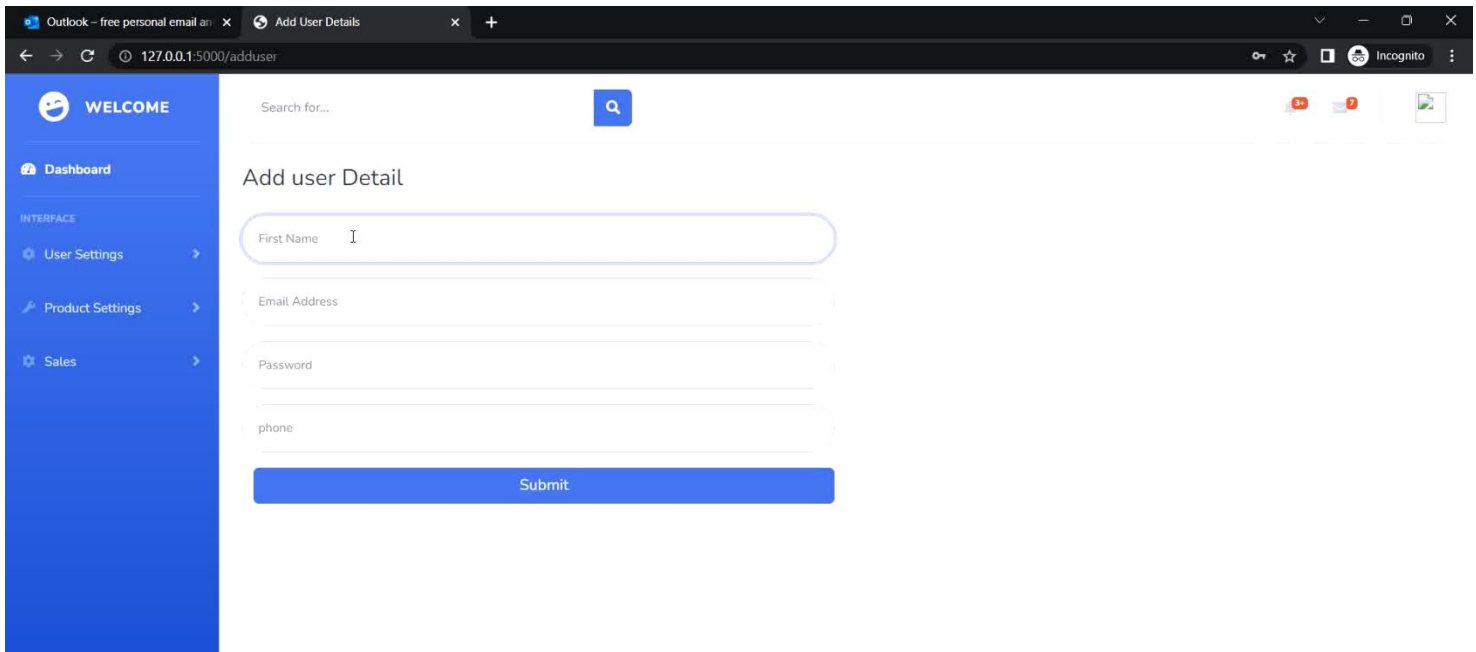 Outlook – free personal email an
Add User Details
127.0.0.1:5000/adduser
Incognito
WELCOME
Search for...
3+
7
Dashboard
Add user Detail
INTERFACE
First Name
User Settings
Email Address
Product Settings
Password
Sales
phone
Submit